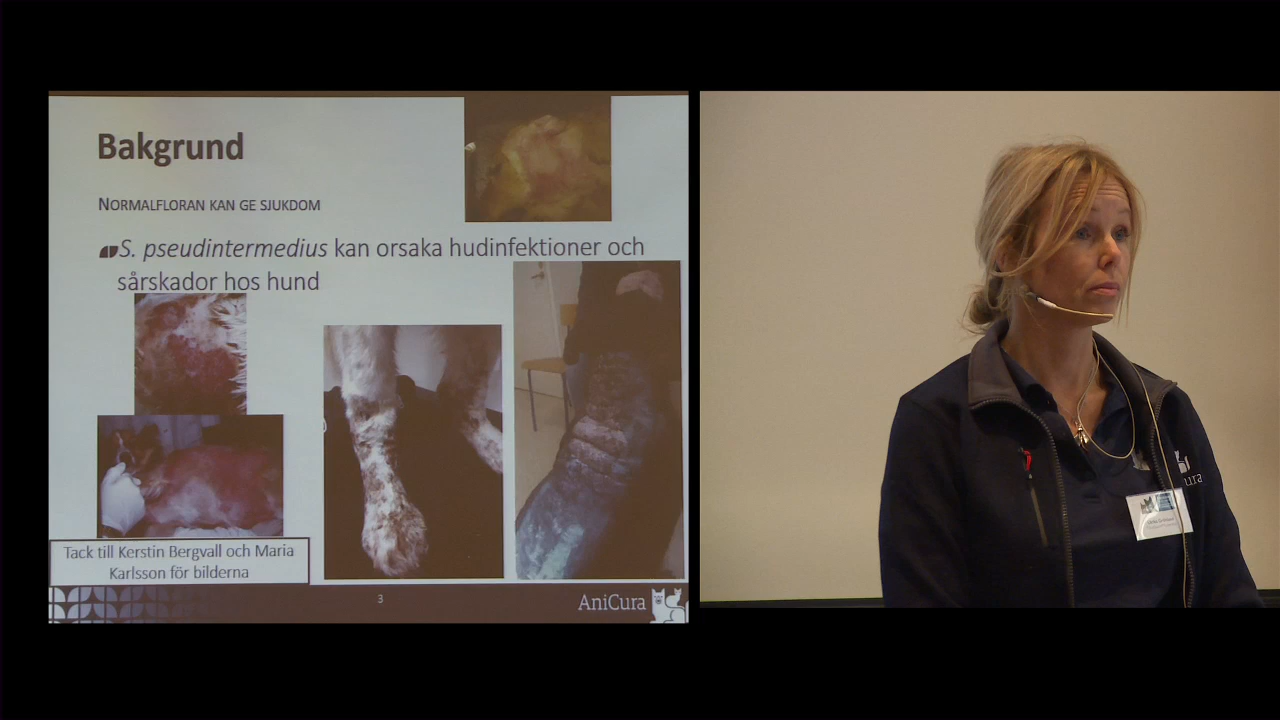 Bakgrund
NORMALFLORAN KAN GE SJUKDOM
S. pseudintermedius kan orsaka hudinfektioner och
sårskador hos hund
Tack till Kerstin Bergvall och Maria
Karlsson för bilderna
3
AniCura